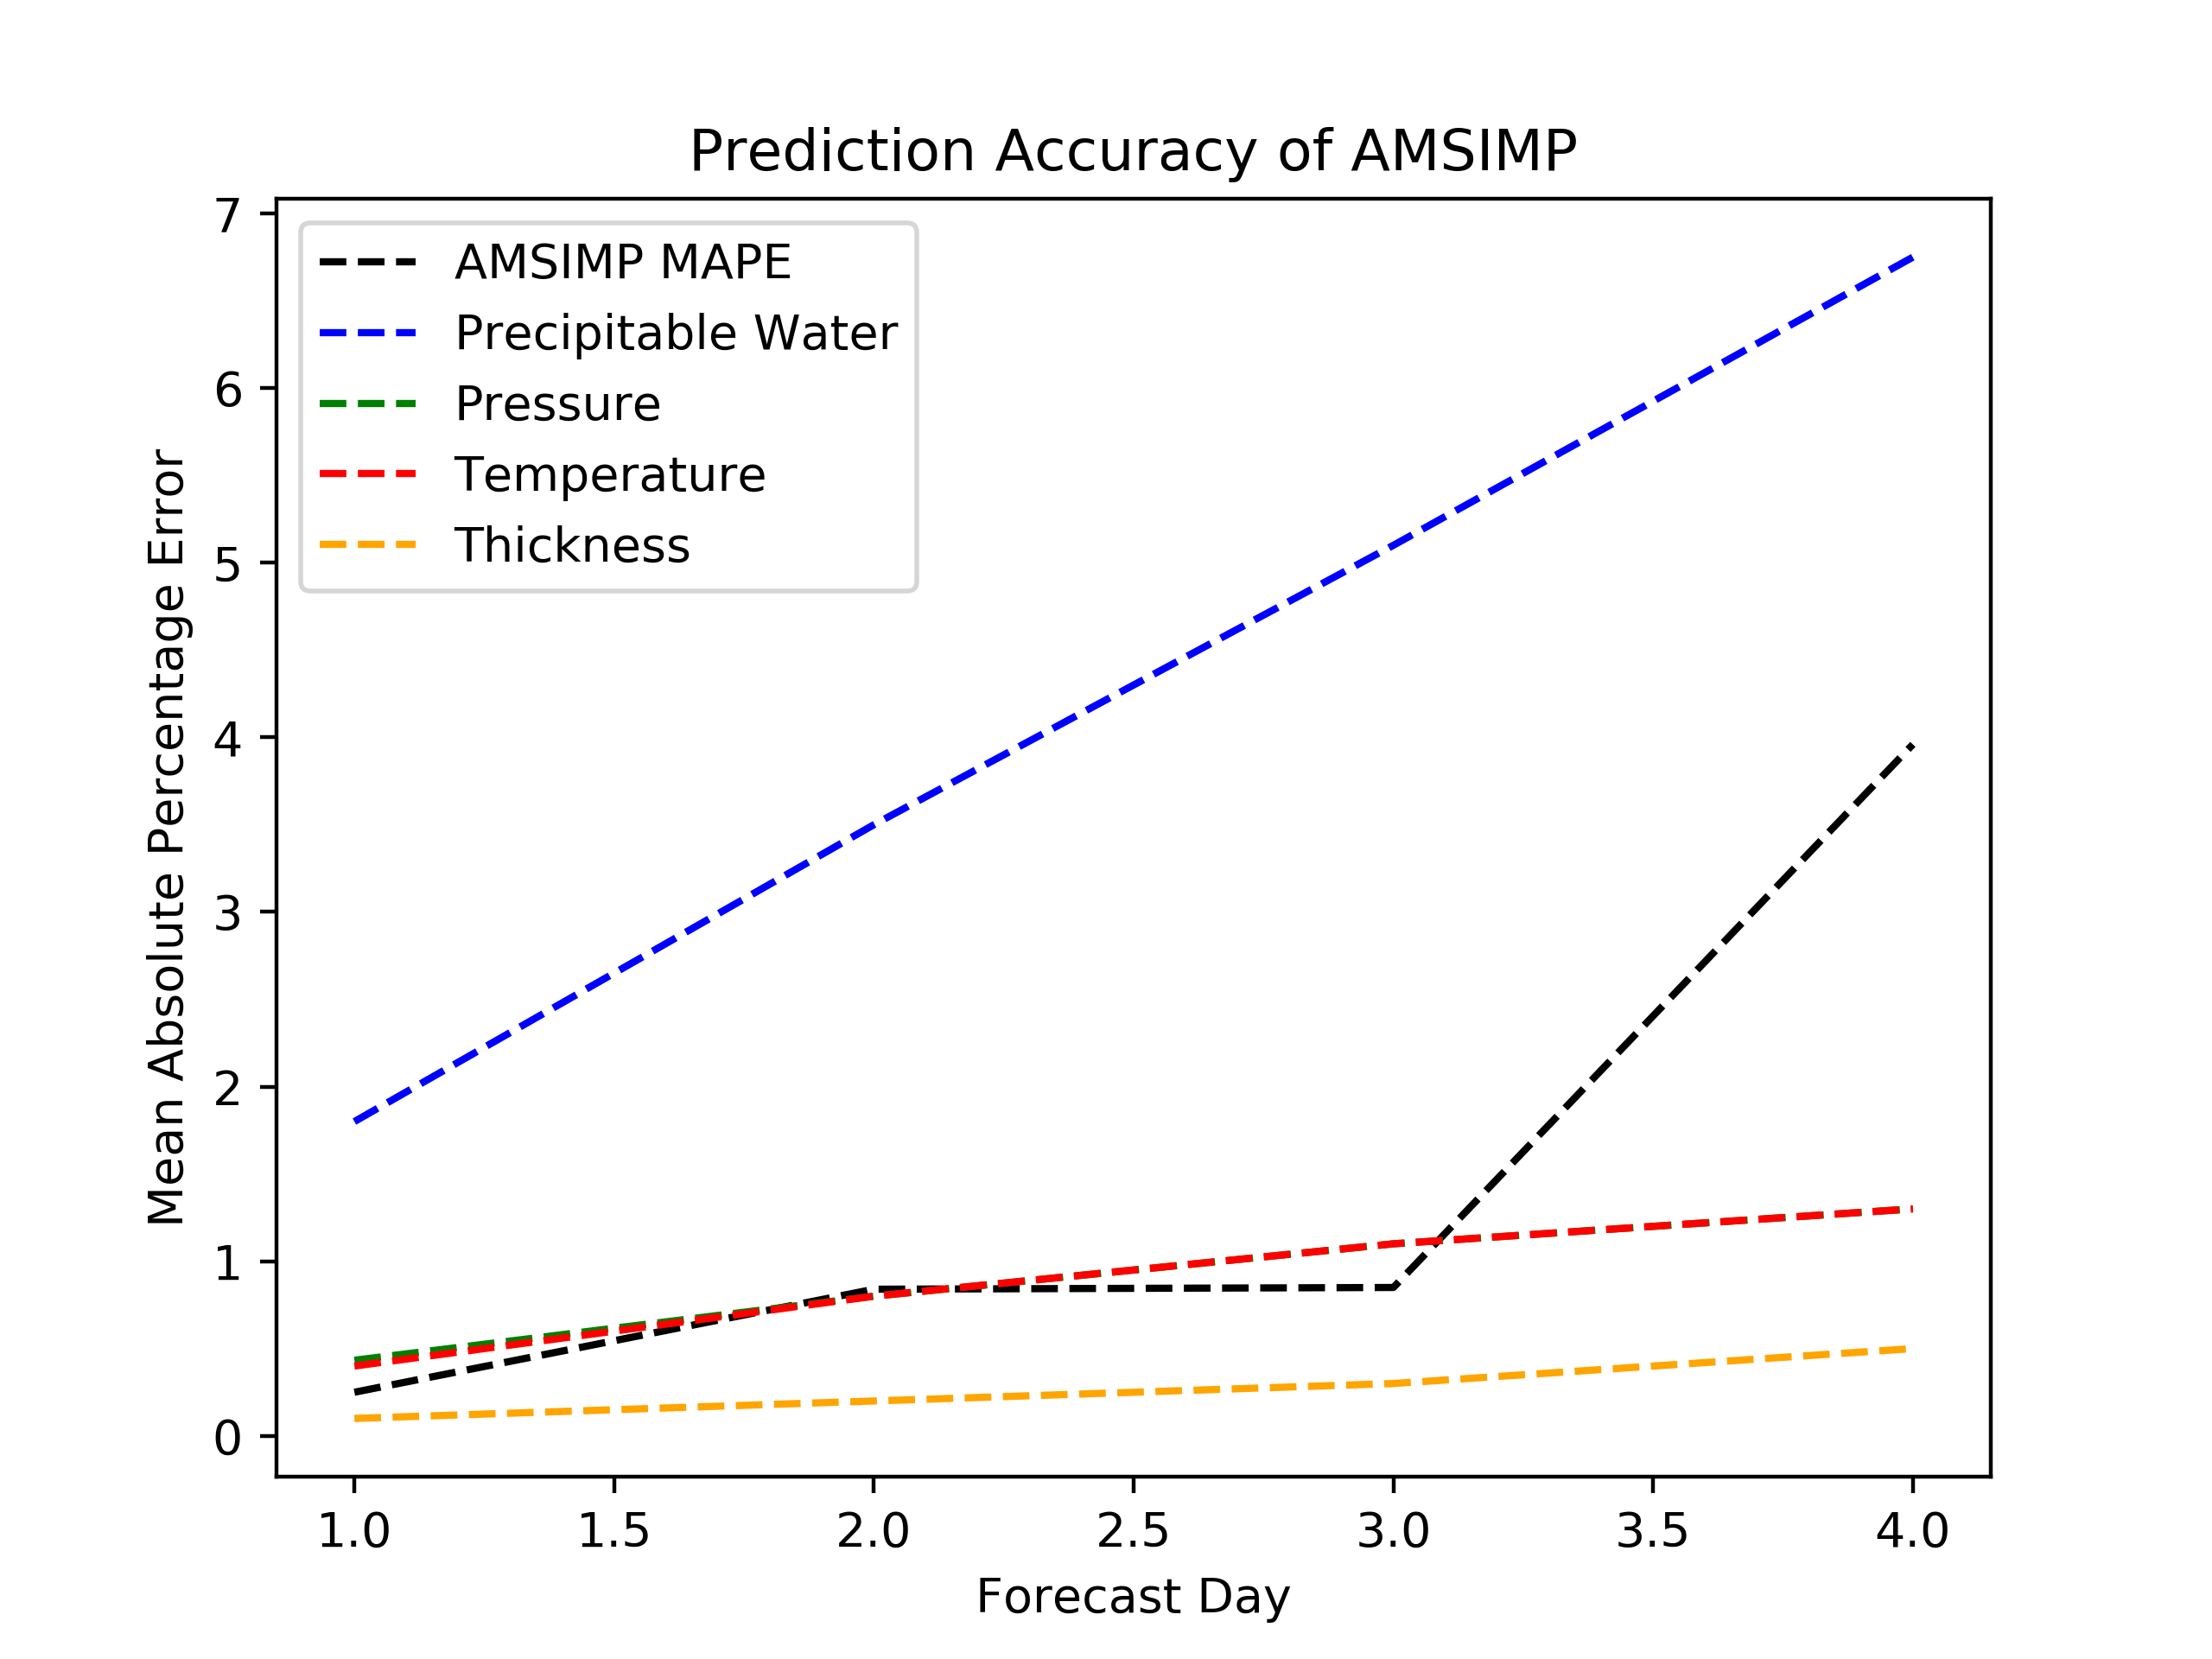 Prediction Accuracy of AMSIMP
7
6
5
4
3
2
1
0
Mean Absolute Percentage Error
AMSIMP MAPE
Precipitable Water
Pressure
Temperature
Thickness
1.0 1.5 2.0 2.5 3.0 3.5 4.0
Forecast Day